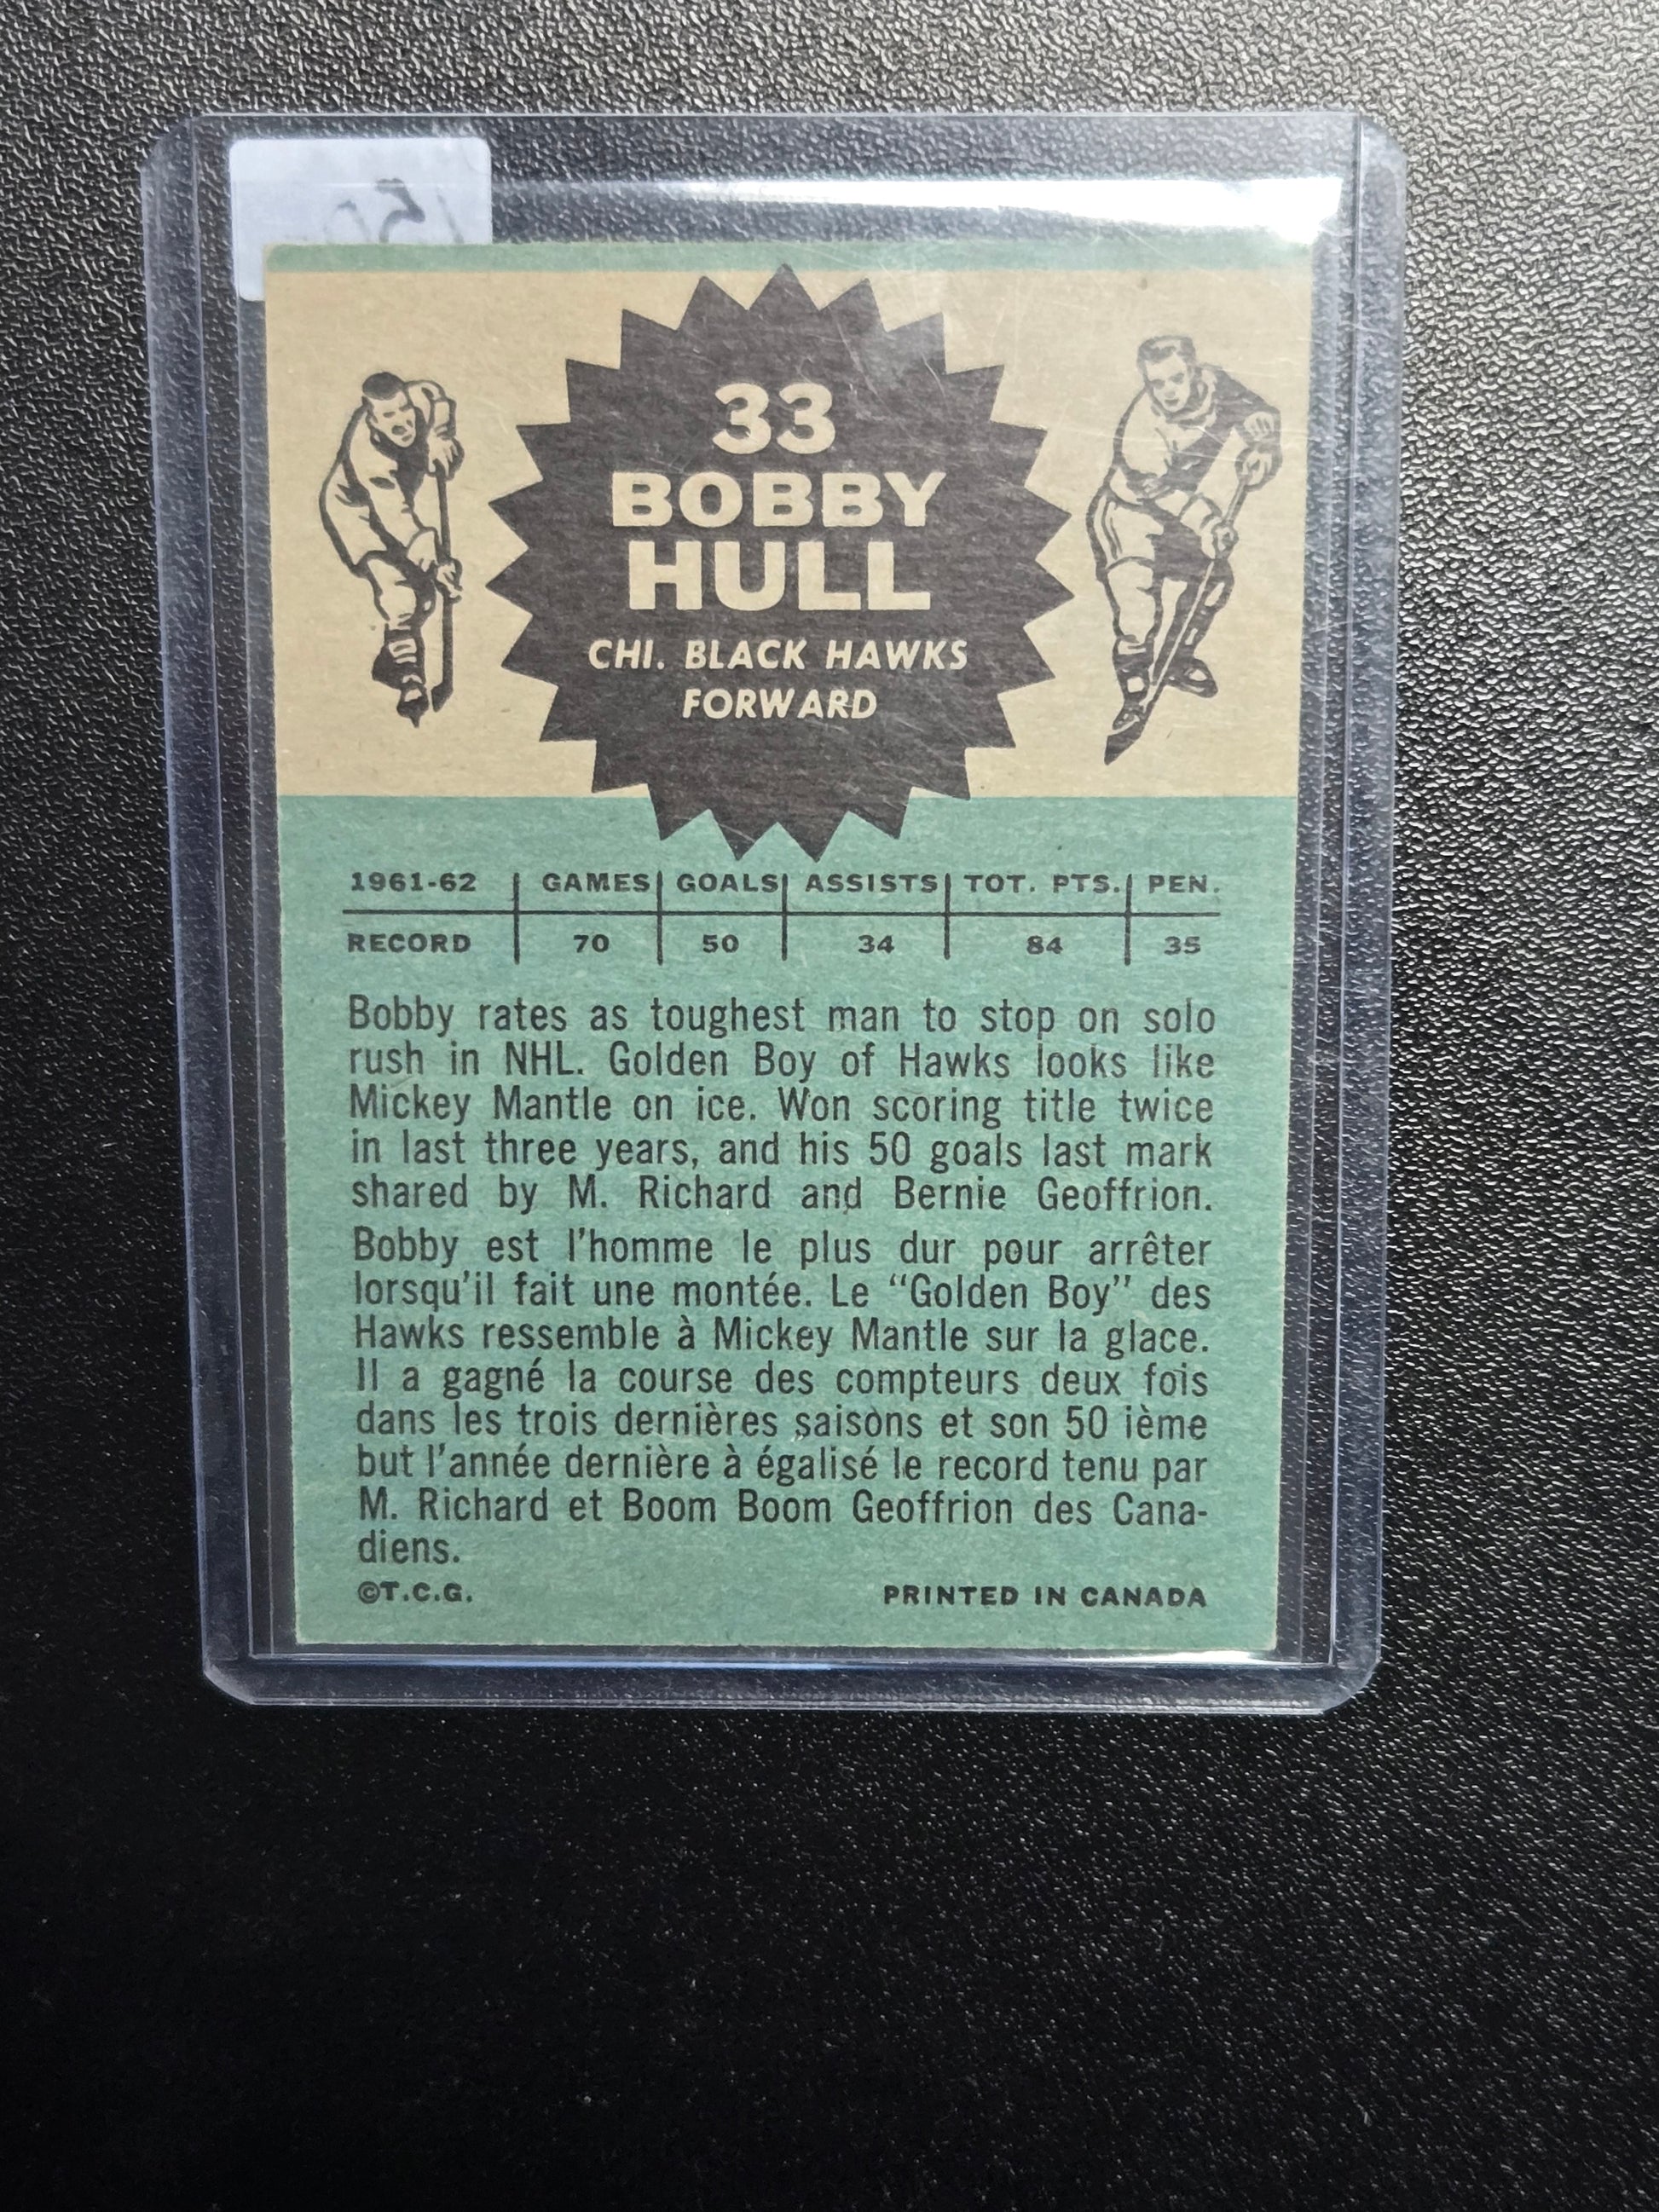 33
BOBBY
HULL
CHI. BLACK HAWKS
FORWARD
1961-62 GAMES GOALS ASSISTS TOT. PTS. PEN.
RECORD 70 50 34 84 35
Bobby rates as toughest man to stop on solo
rush in NHL. Golden Boy of Hawks looks like
Mickey Mantle on ice. Won scoring title twice
in last three years, and his 50 goals last mark
shared by M. Richard and Bernie Geoffrion.
Bobby est l'homme le plus dur pour arrêter
lorsqu'il fait une montée. Le "Golden Boy" des
Hawks ressemble à Mickey Mantle sur la glace.
Il a gagné la course des compteurs deux fois
dans les trois dernières saisons et son 50 ième
but l'année dernière à égalisé le record tenu par
M. Richard et Boom Boom Geoffrion des Cana-
diens.
©T.C.G. PRINTED IN CANADA